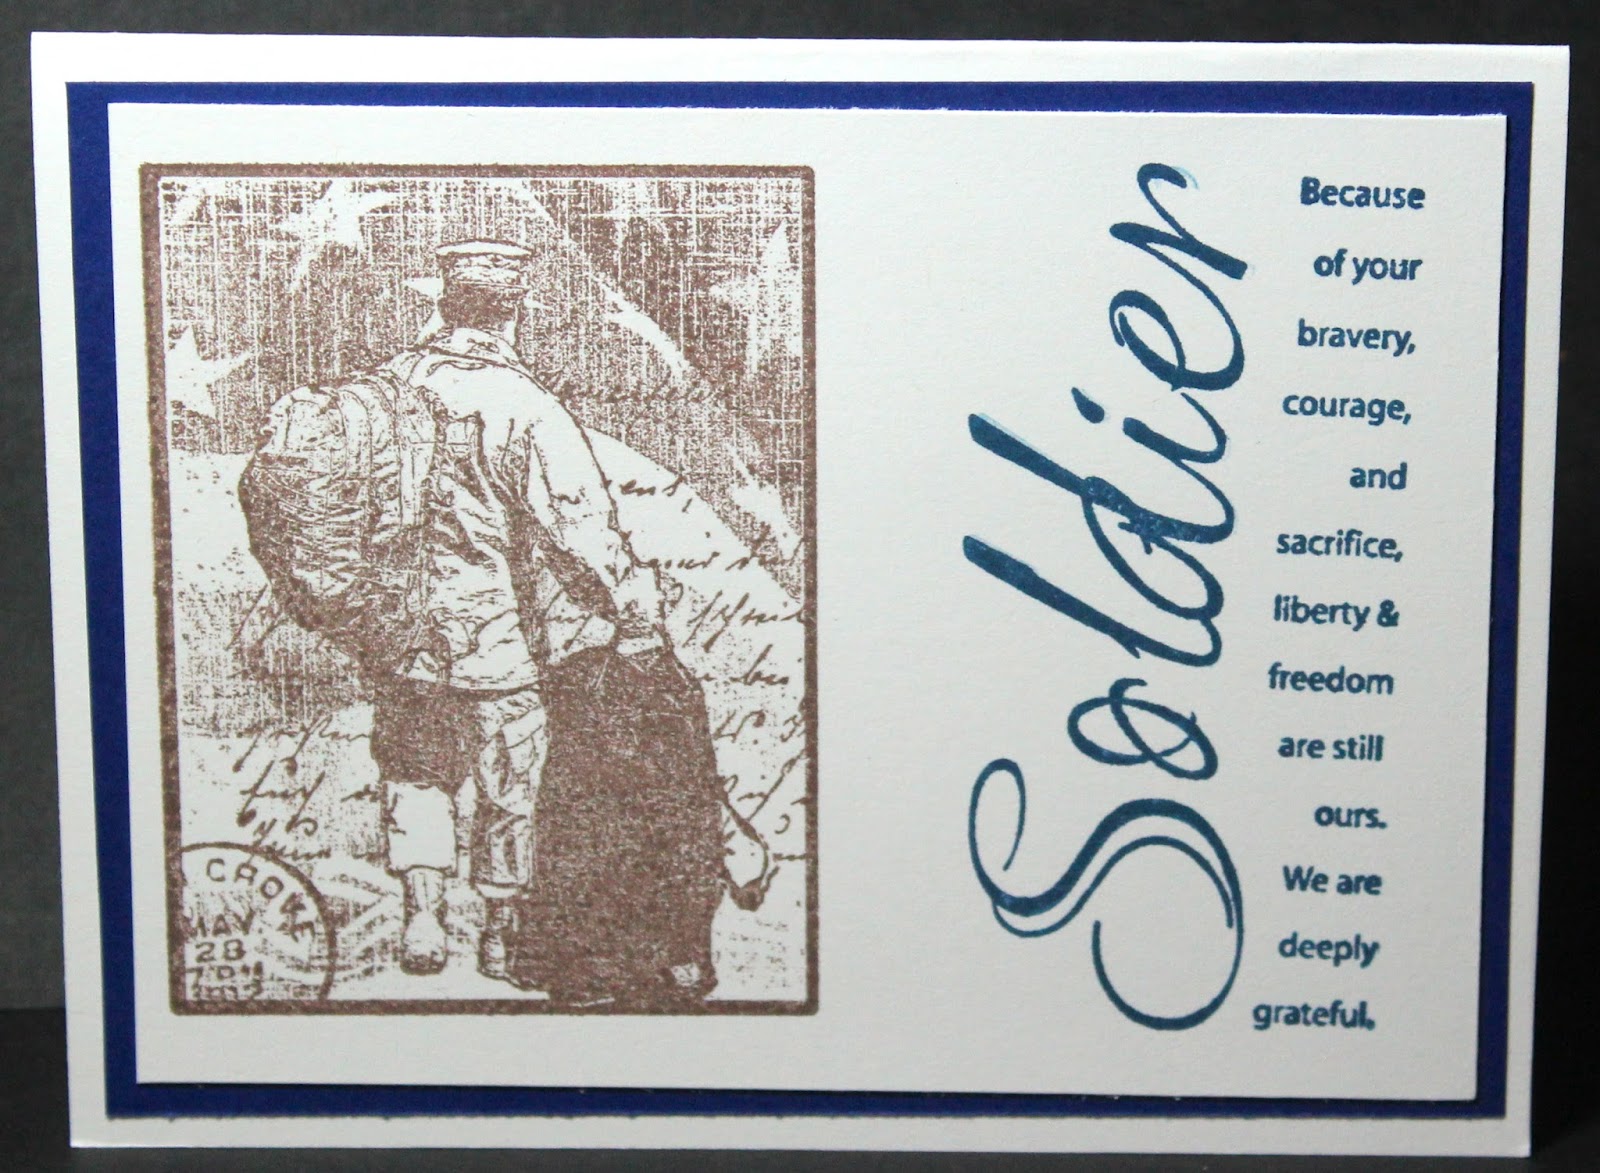 CROWE
MAY
28
Soldier
Because
of your
bravery,
courage,
and
sacrifice,
liberty &
freedom
are still
ours.
We are
deeply
grateful.